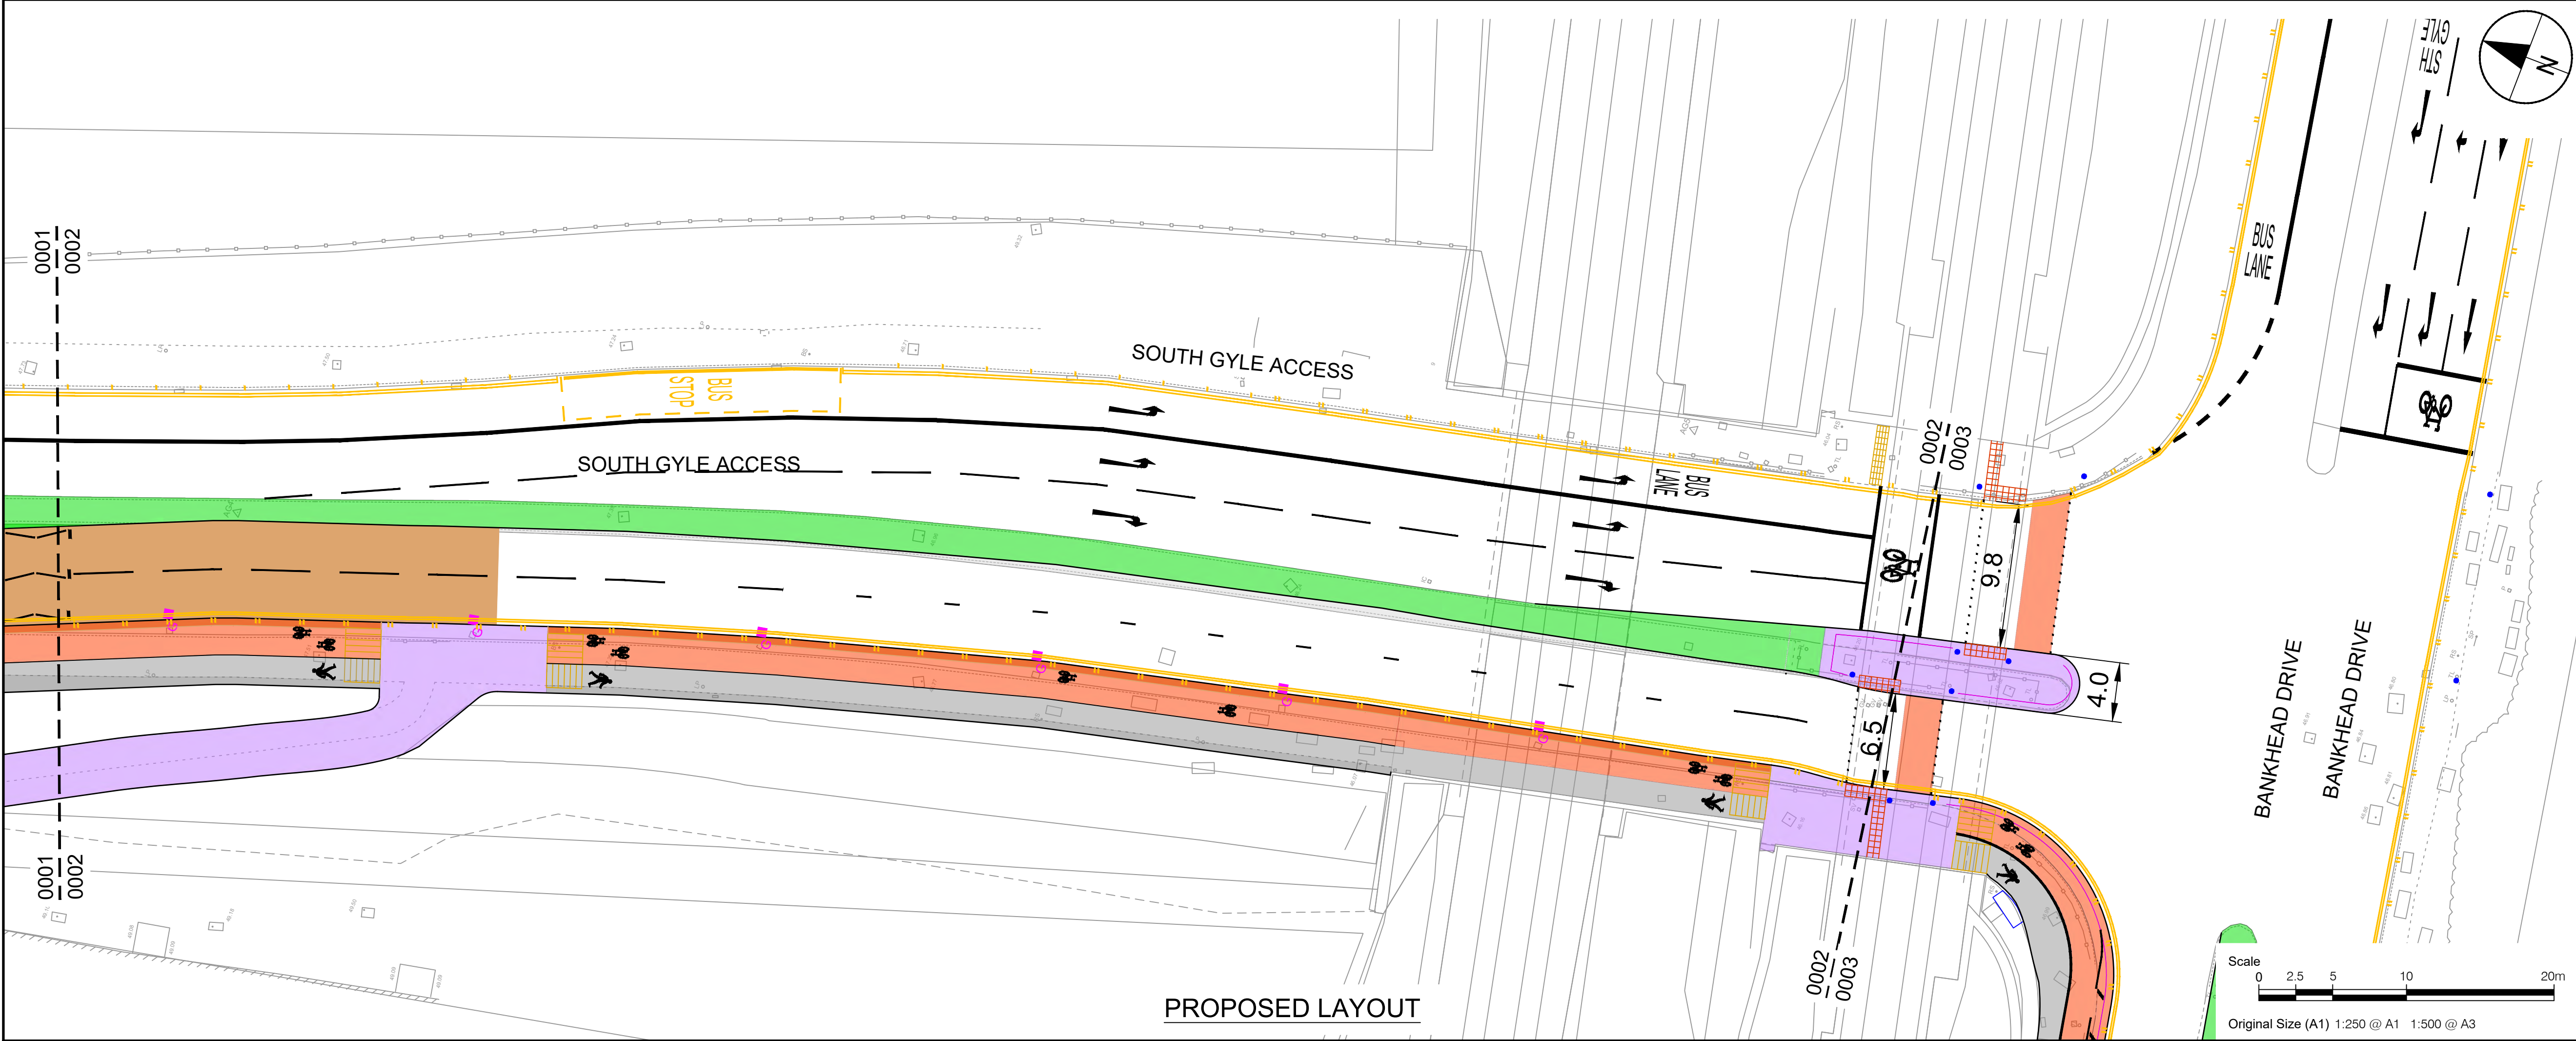 STH
GYLE
N
0001
0002
BUS
LANE
SOUTH GYLE ACCESS
BUS
STOP
SOUTH GYLE ACCESS
BUS
LANE
0002
0003
9.8
G
G
G
G
G
G
6.5
4.0
BANKHEAD DRIVE
BANKHEAD DRIVE
0001
0002
0002
0003
PROPOSED LAYOUT
Scale
0 2.5 5 10 20m
Original Size (A1) 1:250 @ A1 1:500 @ A3